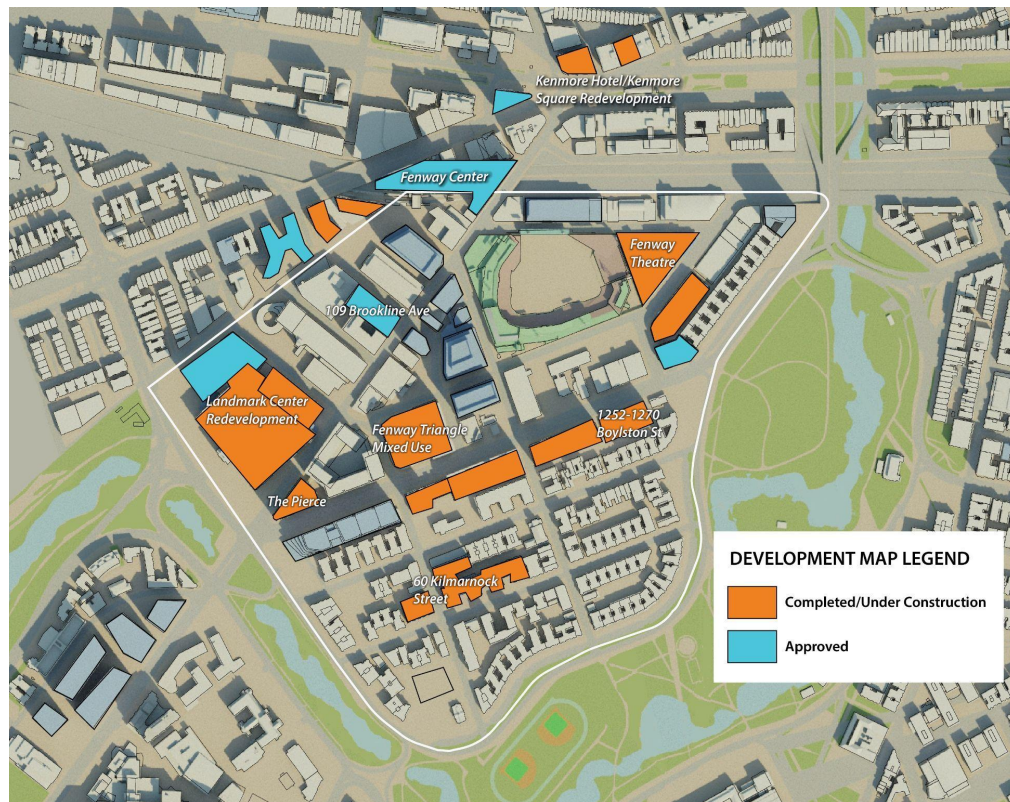 Kenmore Hotel/Kenmore
Square Redevelopment
Fenway Center
Fenway
Theatre
109 Brookline Ave
Landmark Center
Redevelopment
Fenway Triangle
Mixed Use
1252-1270
Boylston St
The Pierce
60 Kilmarnock
Street
DEVELOPMENT MAP LEGEND
Completed/Under Construction
Approved